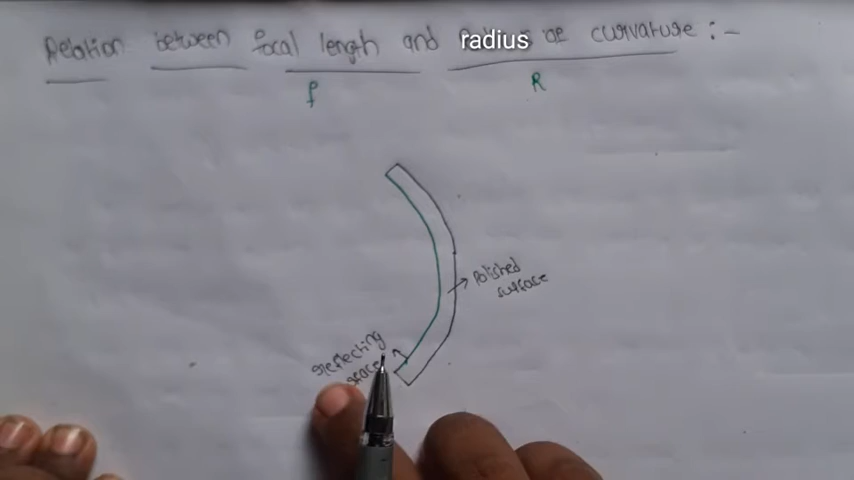 Relation between focal length and radius of curvature :-
f R
Polished
surface
reflecting